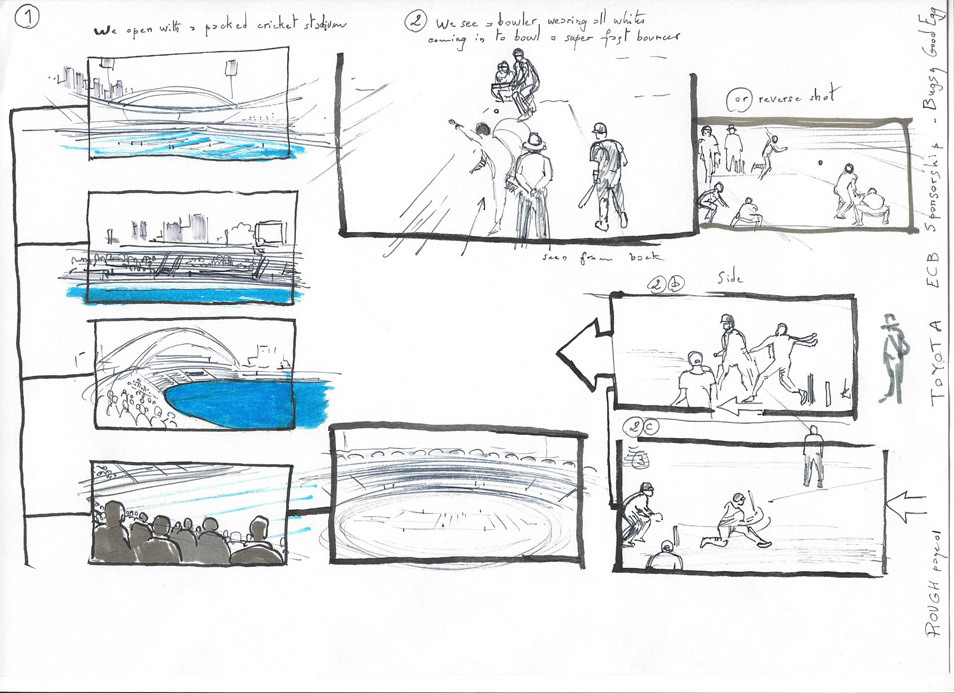 1
We open with a packed cricket stadium
2 We see a bowler, wearing all whites
coming in to bowl a super fast bouncer
or reverse shot
seen from back
2 b Side
2 c
TOYOTA ECB Sponsorship - Bugsy Good Egg
ROUGH page 01